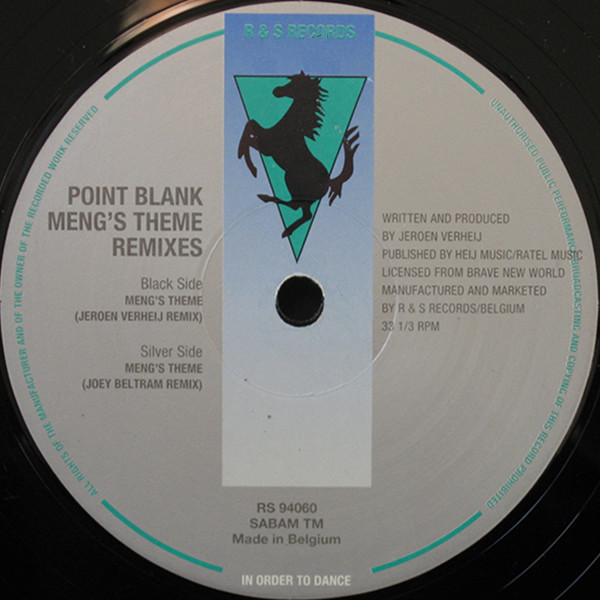 R & S RECORDS
POINT BLANK
MENG'S THEME
REMIXES
Black Side
MENG'S THEME
(JEROEN VERHEIJ REMIX)
Silver Side
MENG'S THEME
(JOEY BELTRAM REMIX)
WRITTEN AND PRODUCED
BY JEROEN VERHEIJ
PUBLISHED BY HEIJ MUSIC/RATEL MUSIC
LICENSED FROM BRAVE NEW WORLD
MANUFACTURED AND MARKETED
BY R & S RECORDS/BELGIUM
33 1/3 RPM
RS 94060
SABAM TM
Made in Belgium
IN ORDER TO DANCE
ALL RIGHTS OF THE MANUFACTURER AND OF THE OWNER OF THE RECORDED WORK RESERVED
UNAUTHORISED PUBLIC PERFORMANCE BROADCASTING AND COPYING OF THIS RECORD PROHIBITED